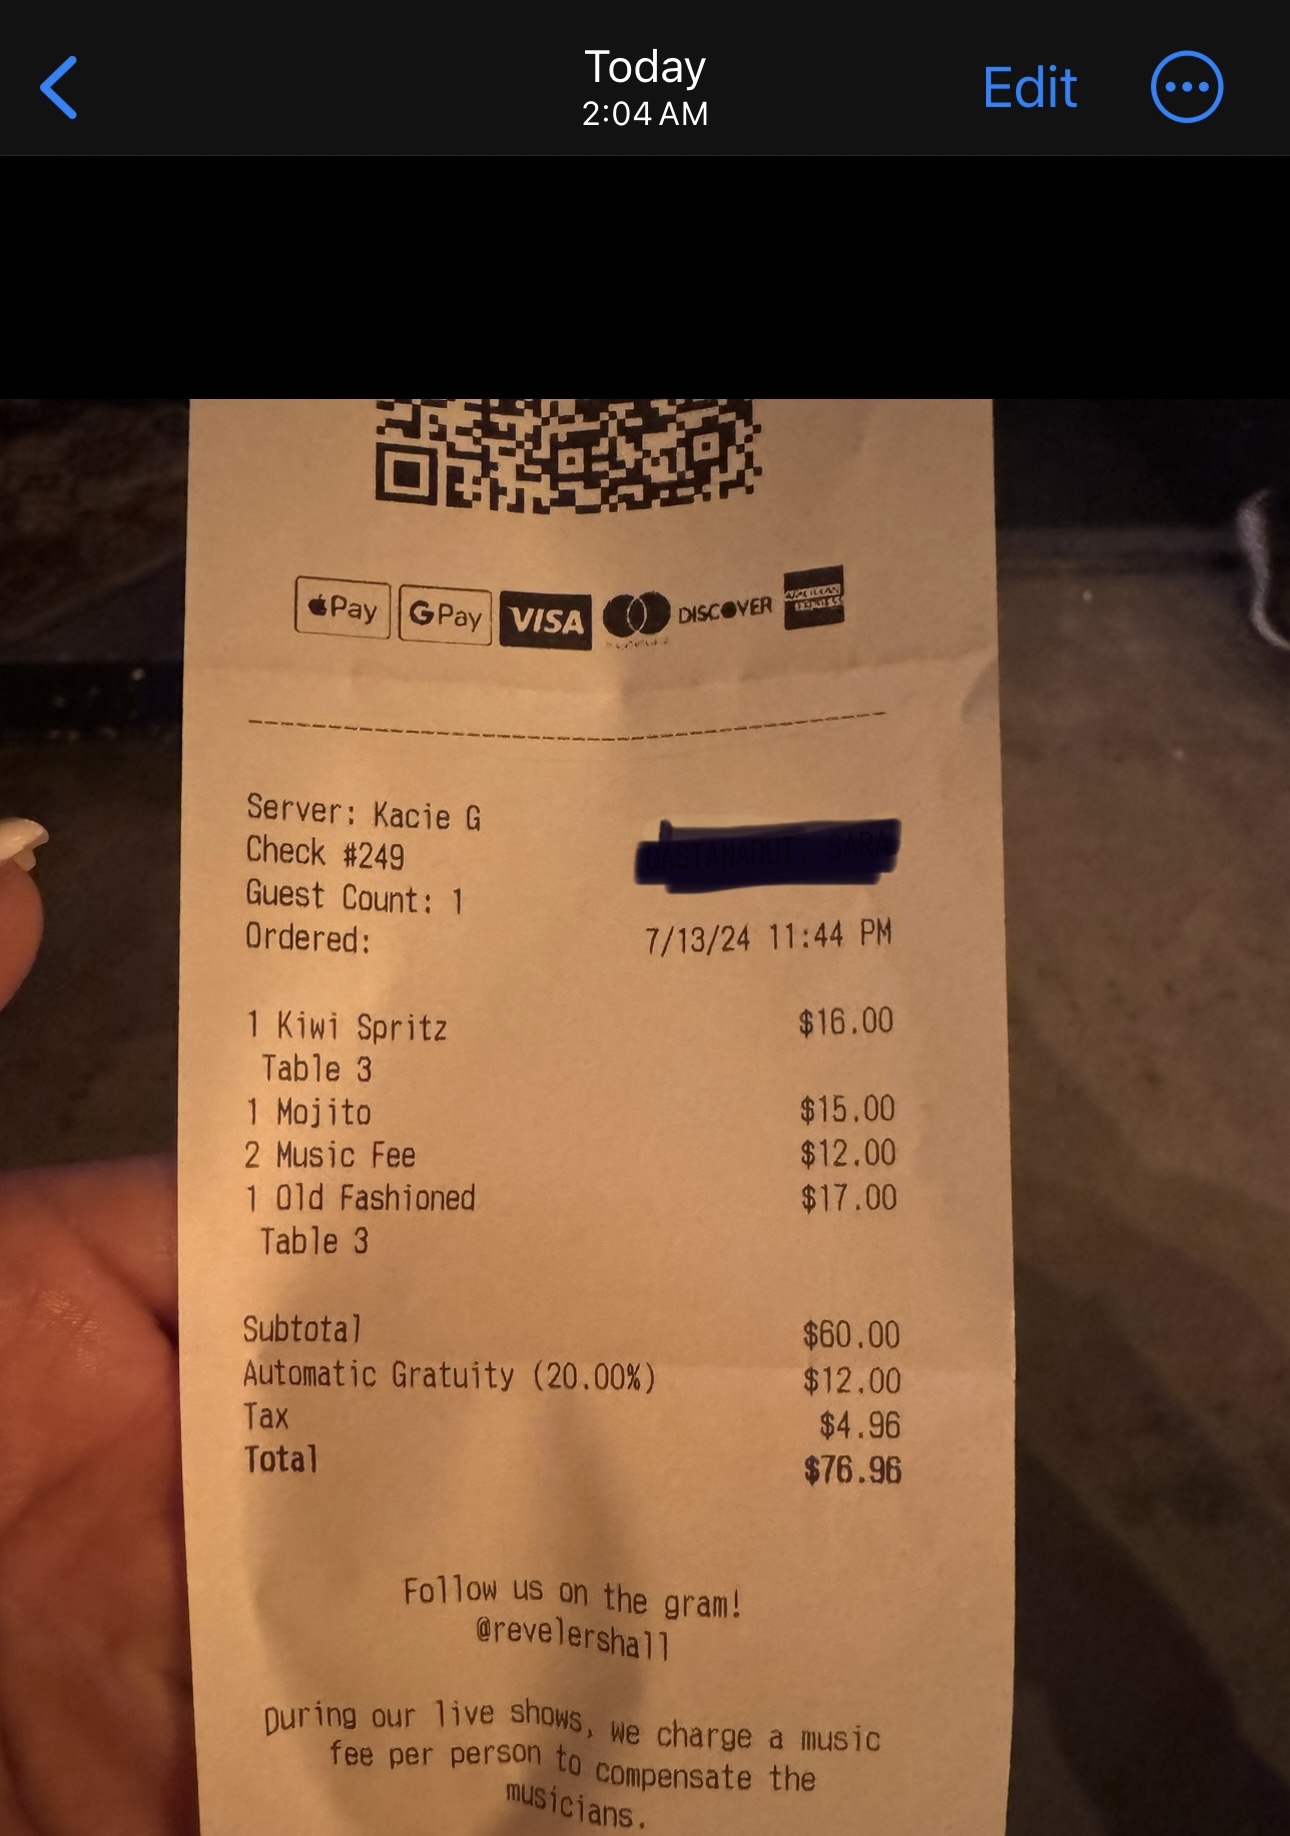 Today
2:04 AM
Edit
Pay
G Pay
VISA
DISCOVER
AMERICAN
EXPRESS
Server: Kacie G
Check #249
Guest Count: 1
Ordered: 7/13/24 11:44 PM
1 Kiwi Spritz $16.00
Table 3
1 Mojito $15.00
2 Music Fee $12.00
1 Old Fashioned $17.00
Table 3
Subtotal $60.00
Automatic Gratuity (20.00%) $12.00
Tax $4.96
Total $76.96
Follow us on the gram!
@revelershall
During our live shows, we charge a music
fee per person to compensate the
musicians.